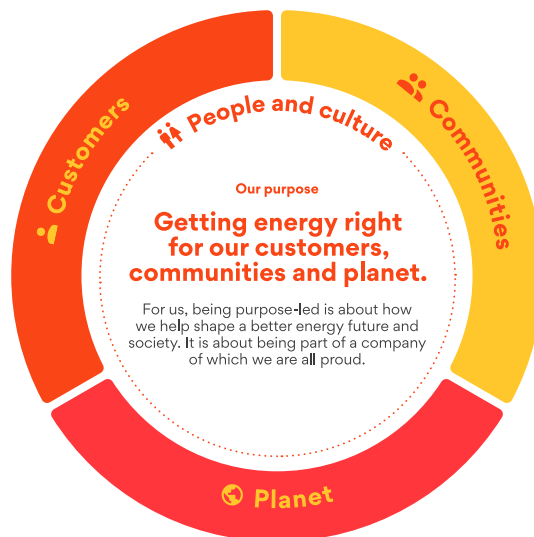 Customers
Communities
People and culture
Our purpose
Getting energy right
for our customers,
communities and planet.
For us, being purpose-led is about how
we help shape a better energy future and
society. It is about being part of a company
of which we are all proud.
Planet